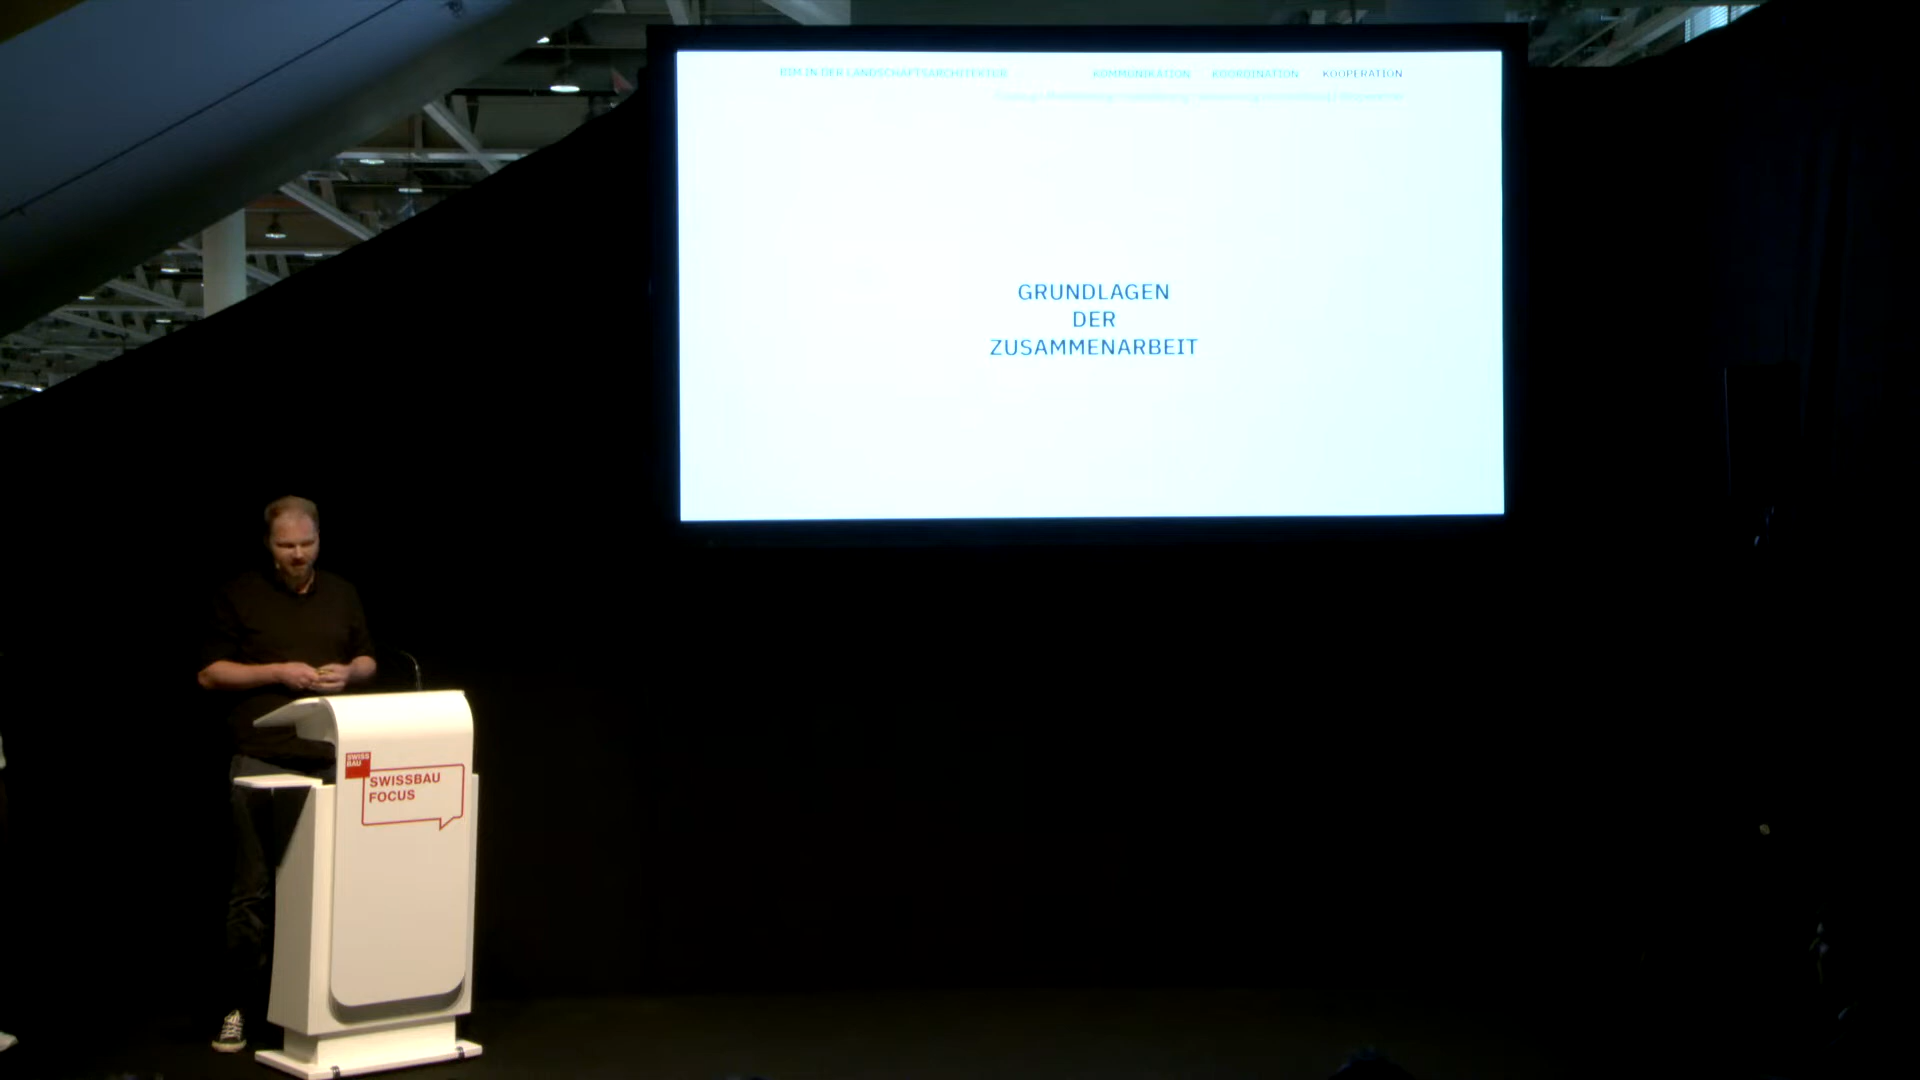 BIM IN DER LANDSCHAFTSARCHITEKTUR KOMMUNIKATION KOORDINATION KOOPERATION
GRUNDLAGEN
DER
ZUSAMMENARBEIT
SWISS
BAU
SWISSBAU
FOCUS